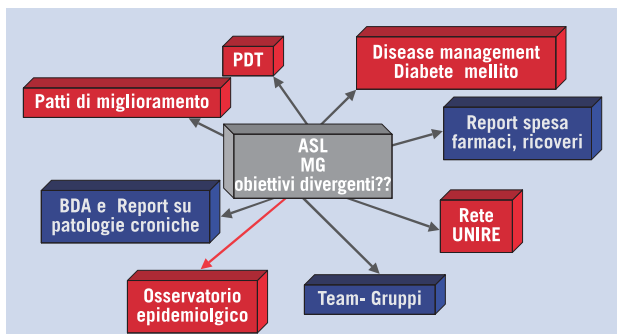 PDT
Disease management
Diabete mellito
Patti di miglioramento
Report spesa
farmaci, ricoveri
ASL
MG
obiettivi divergenti??
BDA e Report su
patologie croniche
Rete
UNIRE
Osservatorio
epidemiolgico
Team- Gruppi